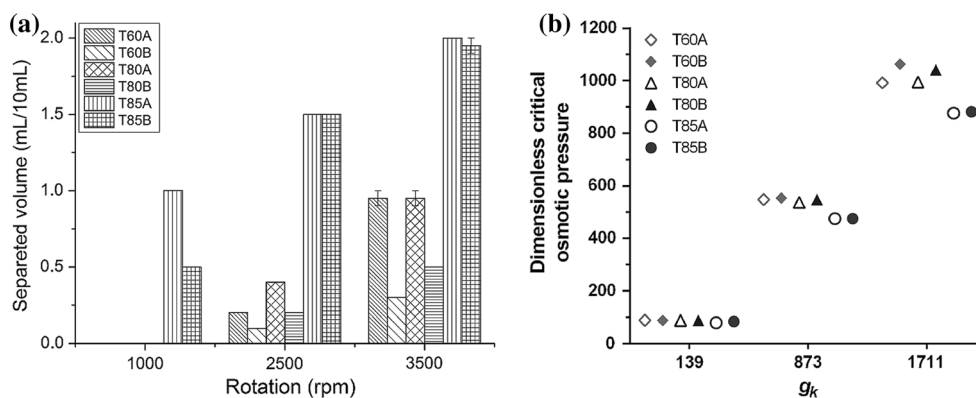 (a)
Separeted volume (mL/10mL)
2.0
1.5
1.0
0.5
0.0
T60A
T60B
T80A
T80B
T85A
T85B
1000
2500
3500
Rotation (rpm)
(b)
Dimensionless critical
osmotic pressure
1200
1000
800
600
400
200
0
T60A
T60B
T80A
T80B
T85A
T85B
139
873
1711
gk